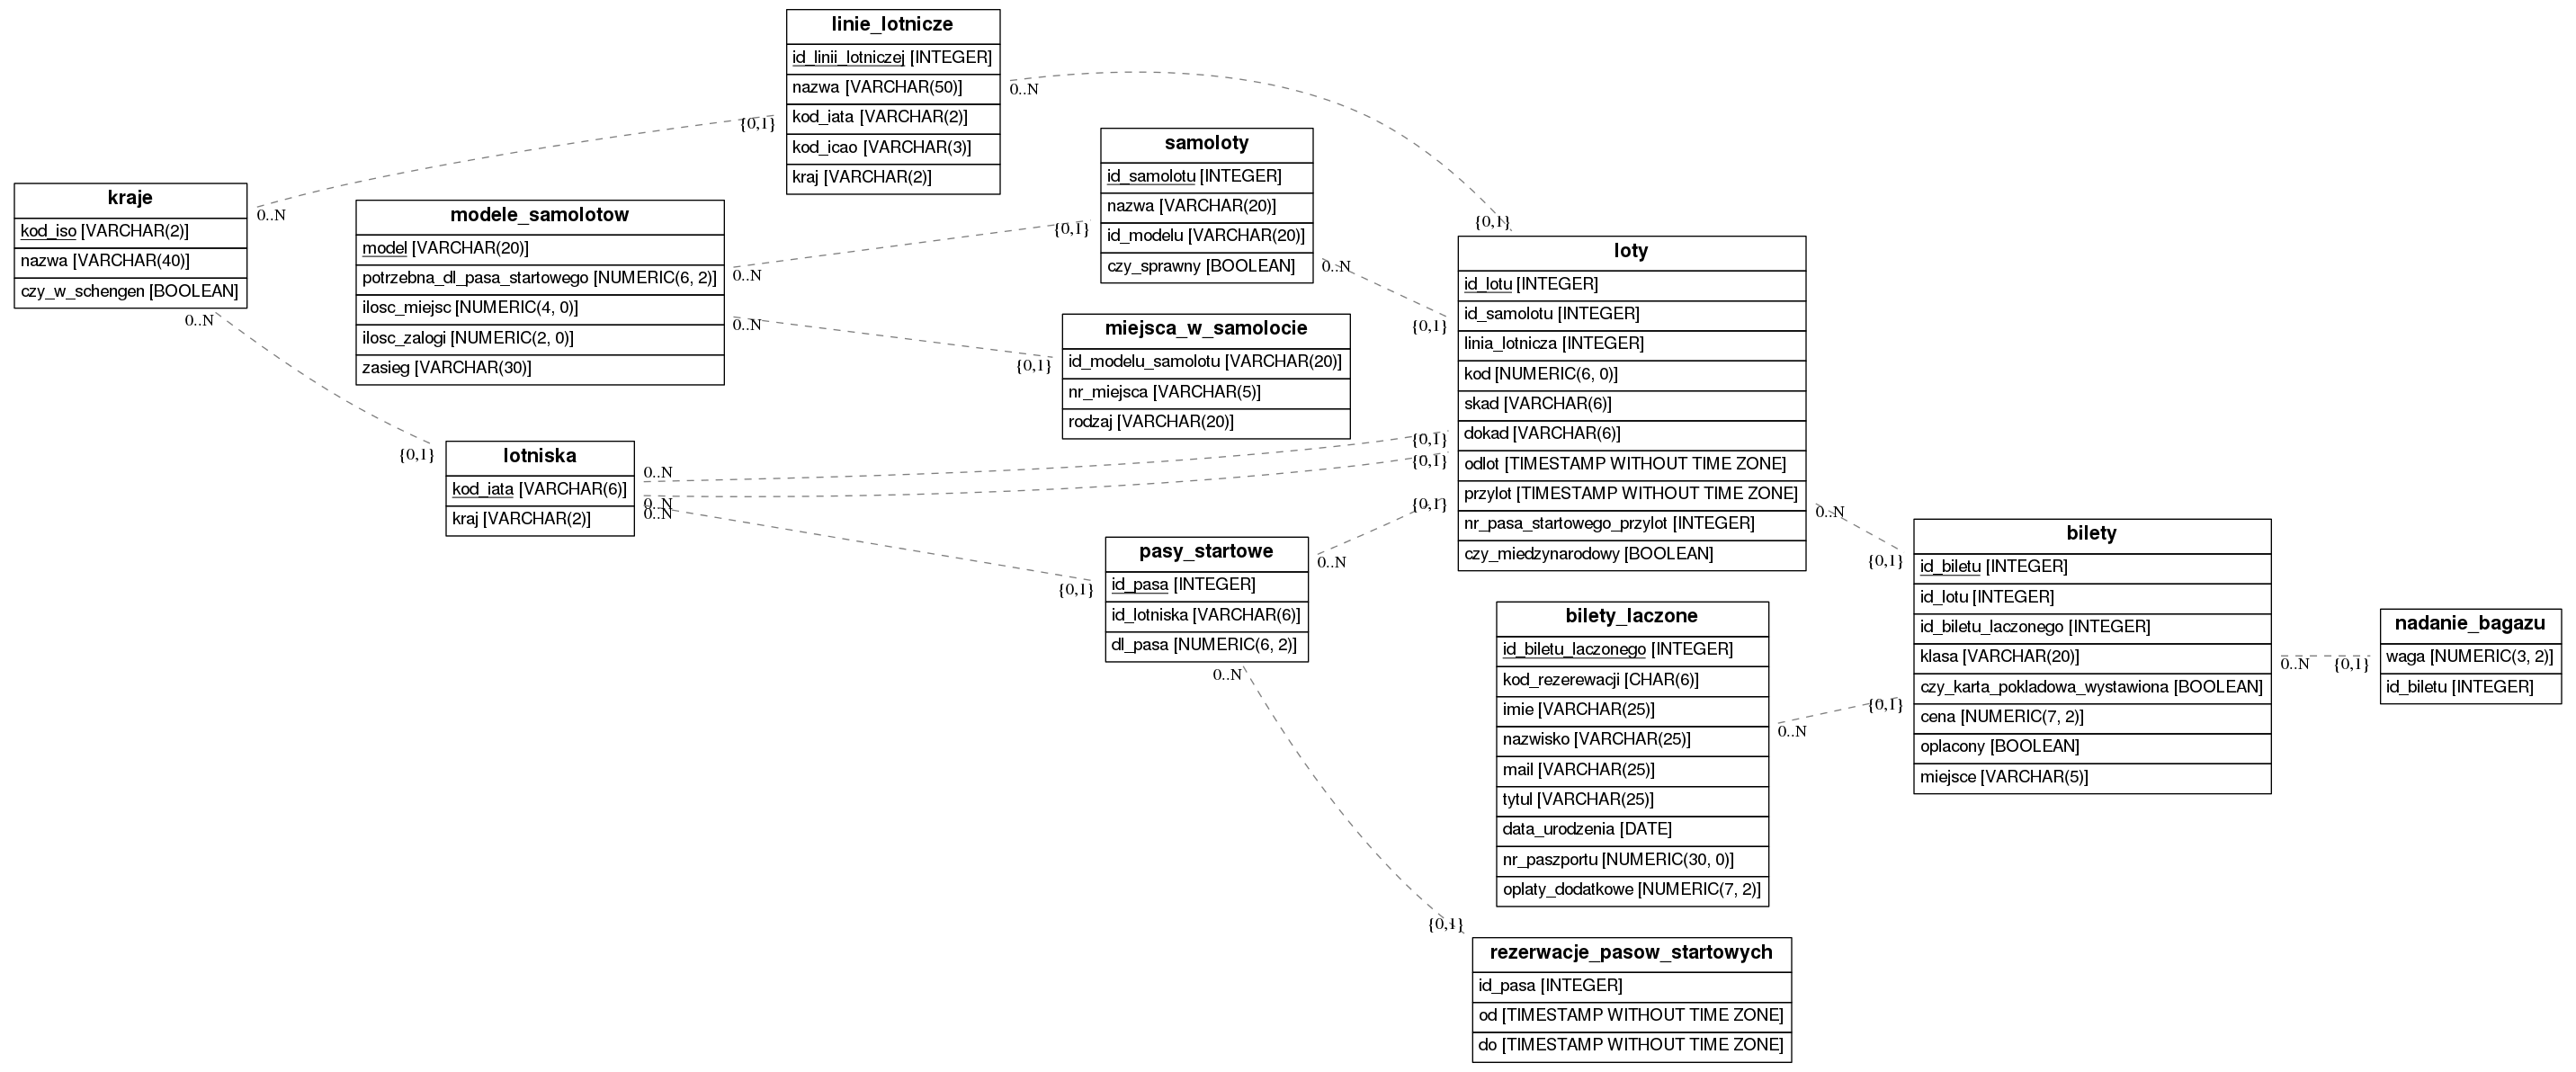 linie_lotnicze
id_linii_lotniczej [INTEGER]
nazwa [VARCHAR(50)]
kod_iata [VARCHAR(2)]
kod_icao [VARCHAR(3)]
kraj [VARCHAR(2)]
0..N
{0,1}
{0,1}
0..N
kraje
kod_iso [VARCHAR(2)]
nazwa [VARCHAR(40)]
czy_w_schengen [BOOLEAN]
0..N
{0,1}
modele_samolotow
model [VARCHAR(20)]
potrzebna_dl_pasa_startowego [NUMERIC(6, 2)]
ilosc_miejsc [NUMERIC(4, 0)]
ilosc_zalogi [NUMERIC(2, 0)]
zasieg [VARCHAR(30)]
0..N
{0,1}
0..N
{0,1}
samoloty
id_samolotu [INTEGER]
nazwa [VARCHAR(20)]
id_modelu [VARCHAR(20)]
czy_sprawny [BOOLEAN]
0..N
{0,1}
miejsca_w_samolocie
id_modelu_samolotu [VARCHAR(20)]
nr_miejsca [VARCHAR(5)]
rodzaj [VARCHAR(20)]
lotniska
kod_iata [VARCHAR(6)]
kraj [VARCHAR(2)]
0..N
0..N
0..N
{0,1}
{0,1}
{0,1}
pasy_startowe
id_pasa [INTEGER]
id_lotniska [VARCHAR(6)]
dl_pasa [NUMERIC(6, 2)]
0..N
{0,1}
0..N
{0,1}
loty
id_lotu [INTEGER]
id_samolotu [INTEGER]
linia_lotnicza [INTEGER]
kod [NUMERIC(6, 0)]
skad [VARCHAR(6)]
dokad [VARCHAR(6)]
odlot [TIMESTAMP WITHOUT TIME ZONE]
przylot [TIMESTAMP WITHOUT TIME ZONE]
nr_pasa_startowego_przylot [INTEGER]
czy_miedzynarodowy [BOOLEAN]
0..N
{0,1}
bilety_laczone
id_biletu_laczonego [INTEGER]
kod_rezerewacji [CHAR(6)]
imie [VARCHAR(25)]
nazwisko [VARCHAR(25)]
mail [VARCHAR(25)]
tytul [VARCHAR(25)]
data_urodzenia [DATE]
nr_paszportu [NUMERIC(30, 0)]
oplaty_dodatkowe [NUMERIC(7, 2)]
0..N
{0,1}
rezerwacje_pasow_startowych
id_pasa [INTEGER]
od [TIMESTAMP WITHOUT TIME ZONE]
do [TIMESTAMP WITHOUT TIME ZONE]
bilety
id_biletu [INTEGER]
id_lotu [INTEGER]
id_biletu_laczonego [INTEGER]
klasa [VARCHAR(20)]
czy_karta_pokladowa_wystawiona [BOOLEAN]
cena [NUMERIC(7, 2)]
oplacony [BOOLEAN]
miejsce [VARCHAR(5)]
0..N
{0,1}
nadanie_bagazu
waga [NUMERIC(3, 2)]
id_biletu [INTEGER]